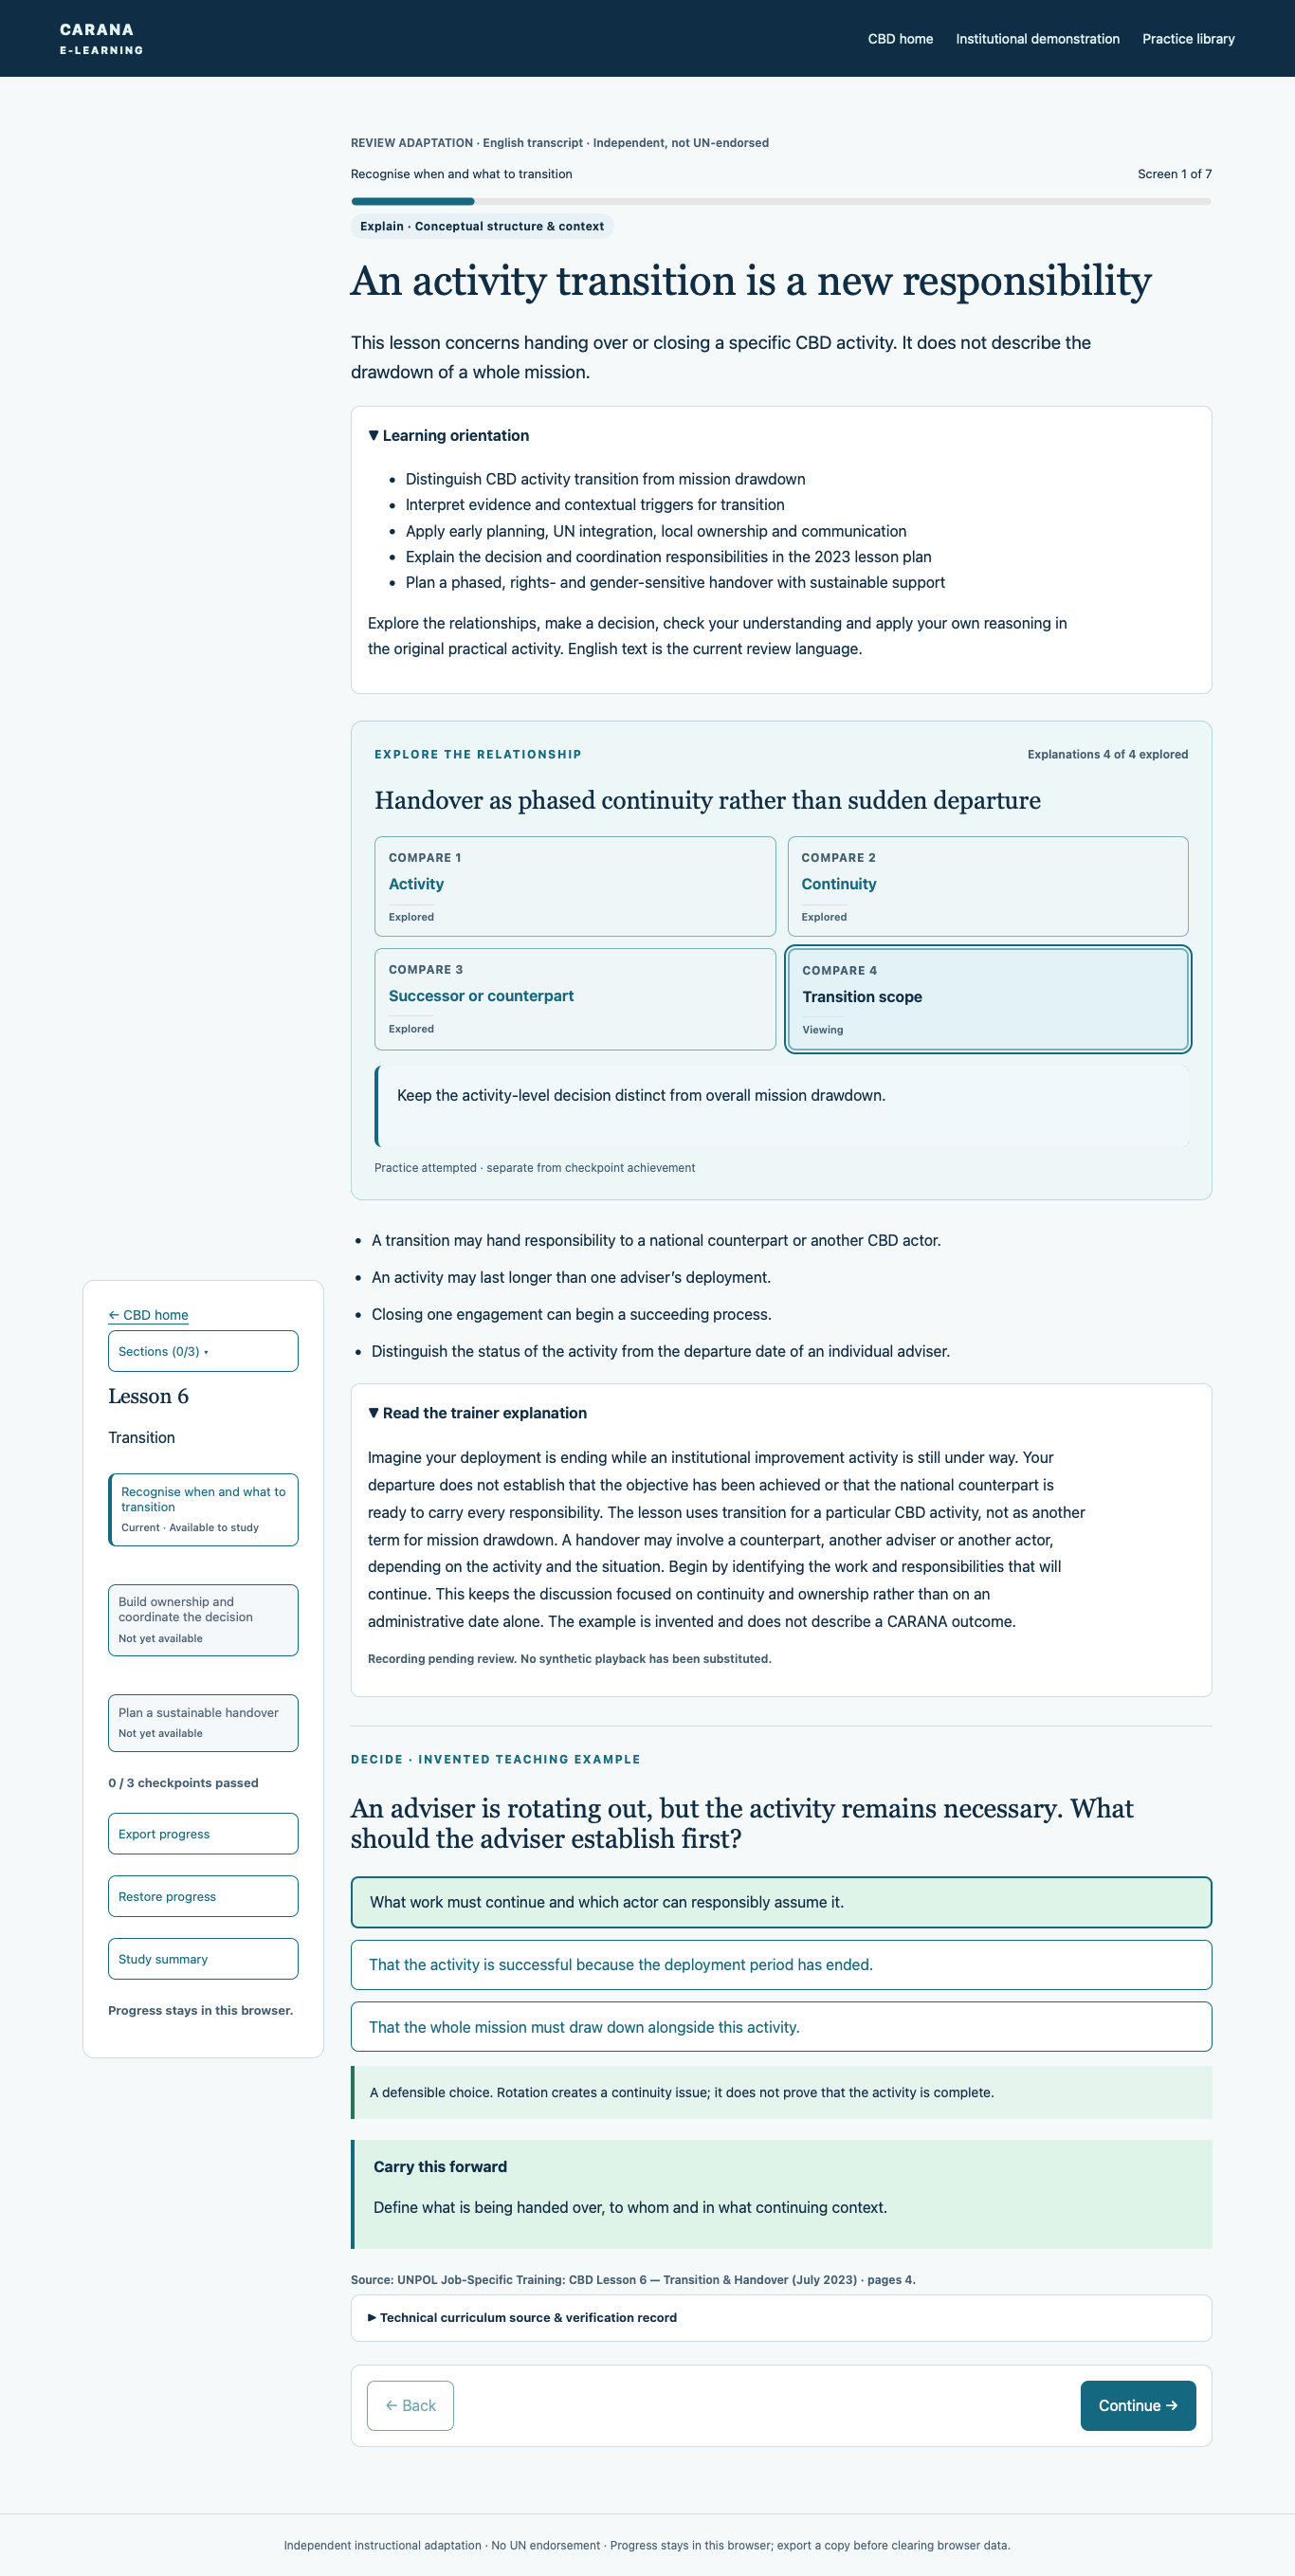 CARANA
E-LEARNING
CBD home Institutional demonstration Practice library
REVIEW ADAPTATION · English transcript · Independent, not UN-endorsed
Recognise when and what to transition Screen 1 of 7
Explain · Conceptual structure & context
An activity transition is a new responsibility
This lesson concerns handing over or closing a specific CBD activity. It does not describe the
drawdown of a whole mission.
▼ Learning orientation
• Distinguish CBD activity transition from mission drawdown
• Interpret evidence and contextual triggers for transition
• Apply early planning, UN integration, local ownership and communication
• Explain the decision and coordination responsibilities in the 2023 lesson plan
• Plan a phased, rights- and gender-sensitive handover with sustainable support
Explore the relationships, make a decision, check your understanding and apply your own reasoning in
the original practical activity. English text is the current review language.
EXPLORE THE RELATIONSHIP Explanations 4 of 4 explored
Handover as phased continuity rather than sudden departure
COMPARE 1
Activity
Explored
COMPARE 2
Continuity
Explored
COMPARE 3
Successor or counterpart
Explored
COMPARE 4
Transition scope
Viewing
Keep the activity-level decision distinct from overall mission drawdown.
Practice attempted · separate from checkpoint achievement
• A transition may hand responsibility to a national counterpart or another CBD actor.
• An activity may last longer than one adviser’s deployment.
• Closing one engagement can begin a succeeding process.
• Distinguish the status of the activity from the departure date of an individual adviser.
← CBD home
Sections (0/3) ▾
Lesson 6
Transition
Recognise when and what to
transition
Current · Available to study
Build ownership and
coordinate the decision
Not yet available
Plan a sustainable handover
Not yet available
0 / 3 checkpoints passed
Export progress
Restore progress
Study summary
Progress stays in this browser.
▼ Read the trainer explanation
Imagine your deployment is ending while an institutional improvement activity is still under way. Your
departure does not establish that the objective has been achieved or that the national counterpart is
ready to carry every responsibility. The lesson uses transition for a particular CBD activity, not as another
term for mission drawdown. A handover may involve a counterpart, another adviser or another actor,
depending on the activity and the situation. Begin by identifying the work and responsibilities that will
continue. This keeps the discussion focused on continuity and ownership rather than on an
administrative date alone. The example is invented and does not describe a CARANA outcome.
Recording pending review. No synthetic playback has been substituted.
DECIDE · INVENTED TEACHING EXAMPLE
An adviser is rotating out, but the activity remains necessary. What
should the adviser establish first?
What work must continue and which actor can responsibly assume it.
That the activity is successful because the deployment period has ended.
That the whole mission must draw down alongside this activity.
A defensible choice. Rotation creates a continuity issue; it does not prove that the activity is complete.
Carry this forward
Define what is being handed over, to whom and in what continuing context.
Source: UNPOL Job-Specific Training: CBD Lesson 6 — Transition & Handover (July 2023) · pages 4.
▶ Technical curriculum source & verification record
← Back Continue →
Independent instructional adaptation · No UN endorsement · Progress stays in this browser; export a copy before clearing browser data.